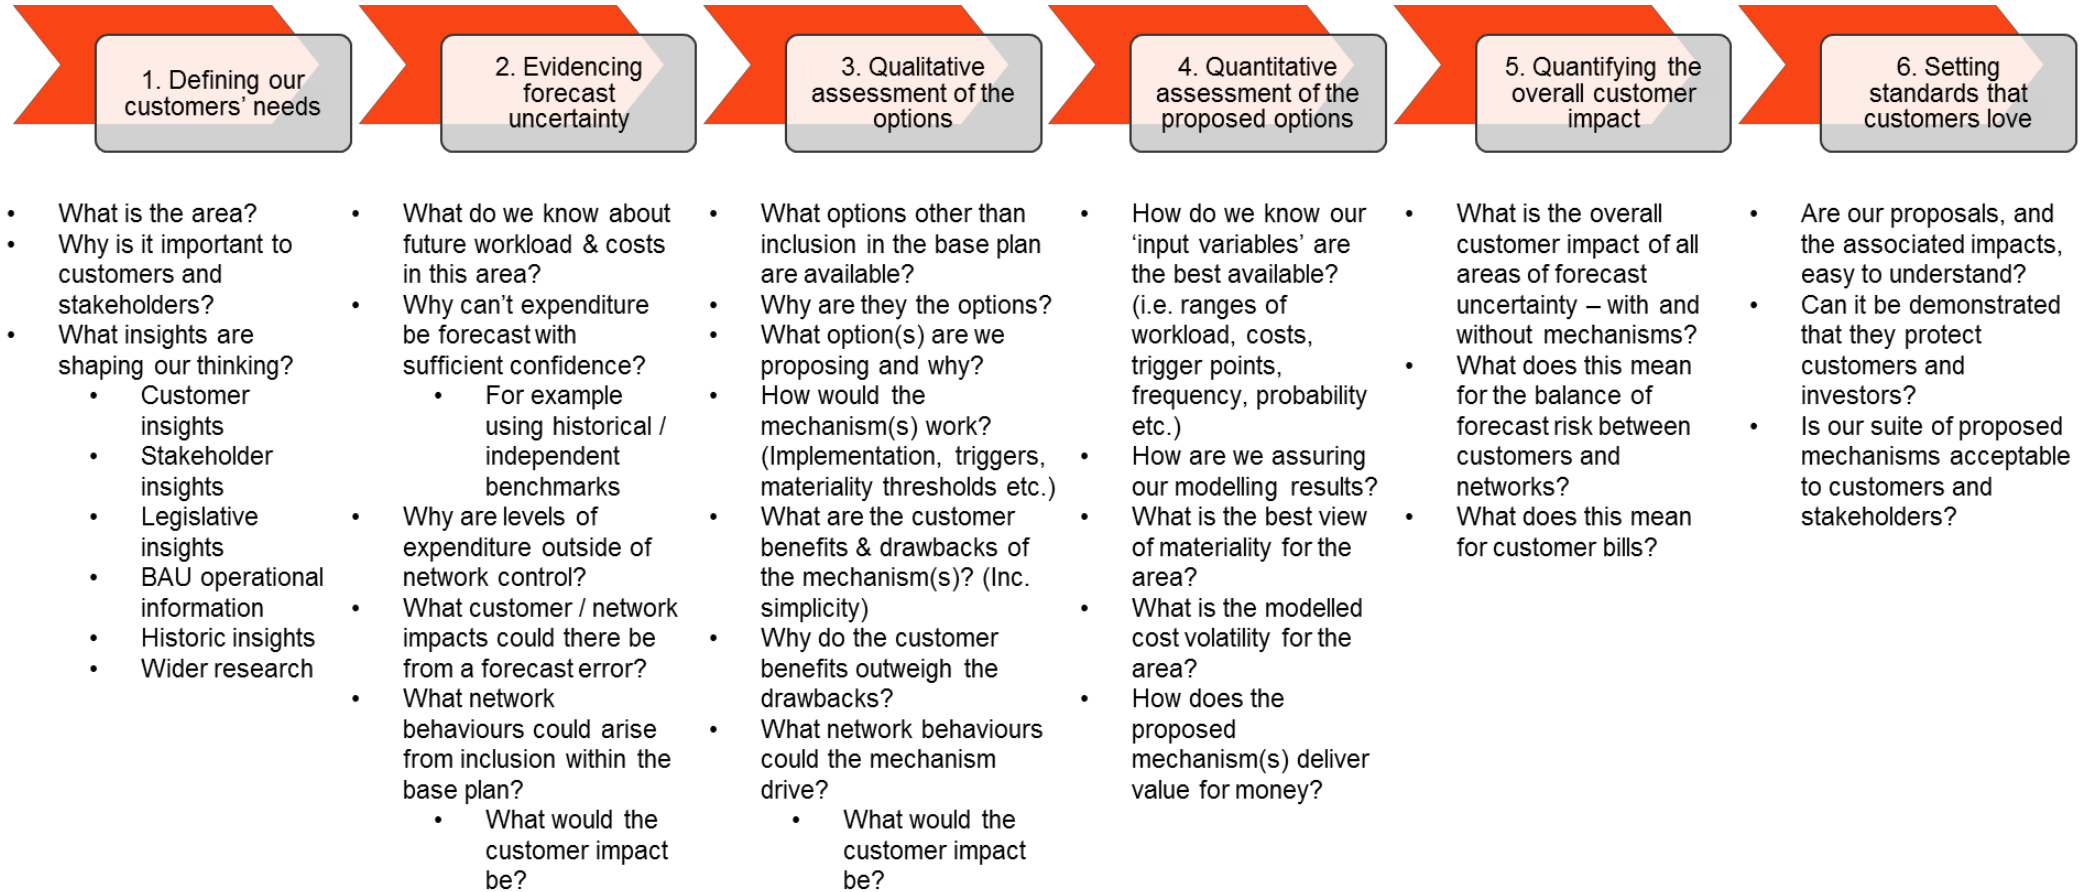 1. Defining our
customers’ needs
2. Evidencing
forecast
uncertainty
3. Qualitative
assessment of the
options
4. Quantitative
assessment of the
proposed options
5. Quantifying the
overall customer
impact
6. Setting
standards that
customers love
• What is the area?
• Why is it important to
customers and
stakeholders?
• What insights are
shaping our thinking?
• Customer
insights
• Stakeholder
insights
• Legislative
insights
• BAU operational
information
• Historic insights
• Wider research
• What do we know about
future workload & costs
in this area?
• Why can’t expenditure
be forecast with
sufficient confidence?
• For example
using historical /
independent
benchmarks
• Why are levels of
expenditure outside of
network control?
• What customer / network
impacts could there be
from a forecast error?
• What network
behaviours could arise
from inclusion within the
base plan?
• What would the
customer impact
be?
• What options other than
inclusion in the base plan
are available?
• Why are they the options?
• What option(s) are we
proposing and why?
• How would the
mechanism(s) work?
(Implementation, triggers,
materiality thresholds etc.)
• What are the customer
benefits & drawbacks of
the mechanism(s)? (Inc.
simplicity)
• Why do the customer
benefits outweigh the
drawbacks?
• What network behaviours
could the mechanism
drive?
• What would the
customer impact
be?
• How do we know our
‘input variables’ are
the best available?
(i.e. ranges of
workload, costs,
trigger points,
frequency, probability
etc.)
• How are we assuring
our modelling results?
• What is the best view
of materiality for the
area?
• What is the modelled
cost volatility for the
area?
• How does the
proposed
mechanism(s) deliver
value for money?
• What is the overall
customer impact of all
areas of forecast
uncertainty – with and
without mechanisms?
• What does this mean
for the balance of
forecast risk between
customers and
networks?
• What does this mean
for customer bills?
• Are our proposals, and
the associated impacts,
easy to understand?
• Can it be demonstrated
that they protect
customers and
investors?
• Is our suite of proposed
mechanisms acceptable
to customers and
stakeholders?